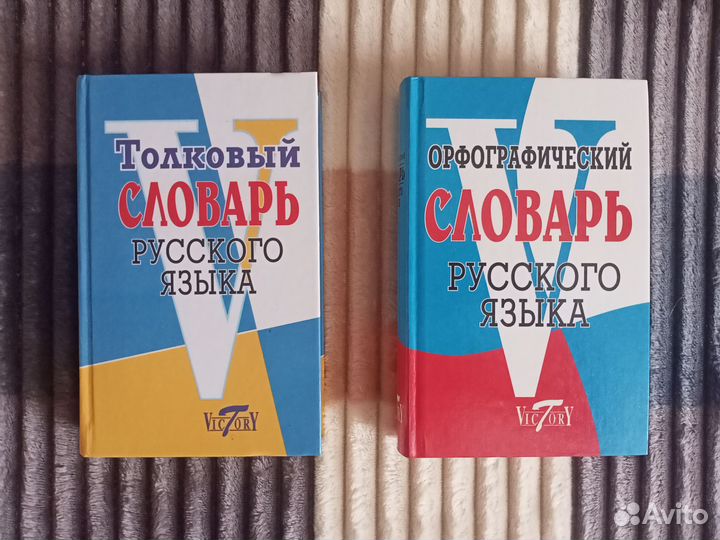 Толковый
СЛОВАРЬ
РУССКОГО
ЯЗЫКА
VICTORY
ОРФОГРАФИЧЕСКИЙ
СЛОВАРЬ
РУССКОГО
ЯЗЫКА
VICTORY
Avito